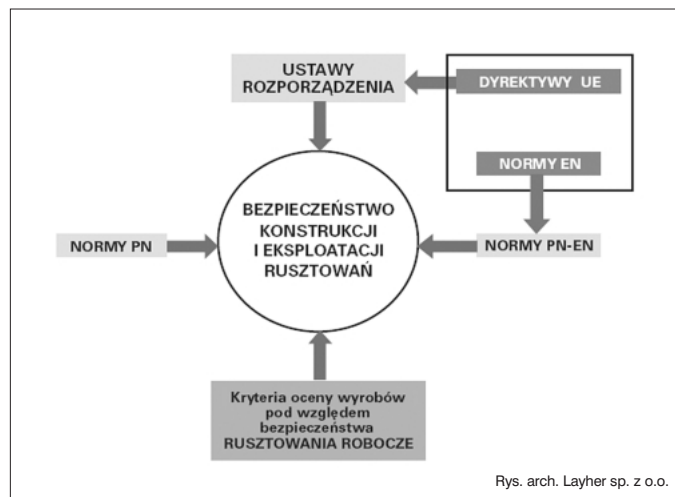 USTAWY
ROZPORZĄDZENIA
DYREKTYWY UE
NORMY EN
BEZPIECZEŃSTWO
KONSTRUKCJI
I EKSPLOATACJI
RUSZTOWAŃ
NORMY PN
NORMY PN-EN
Kryteria oceny wyrobów
pod względem
bezpieczeństwa
RUSZTOWANIA ROBOCZE
Rys. arch. Layher sp. z o.o.